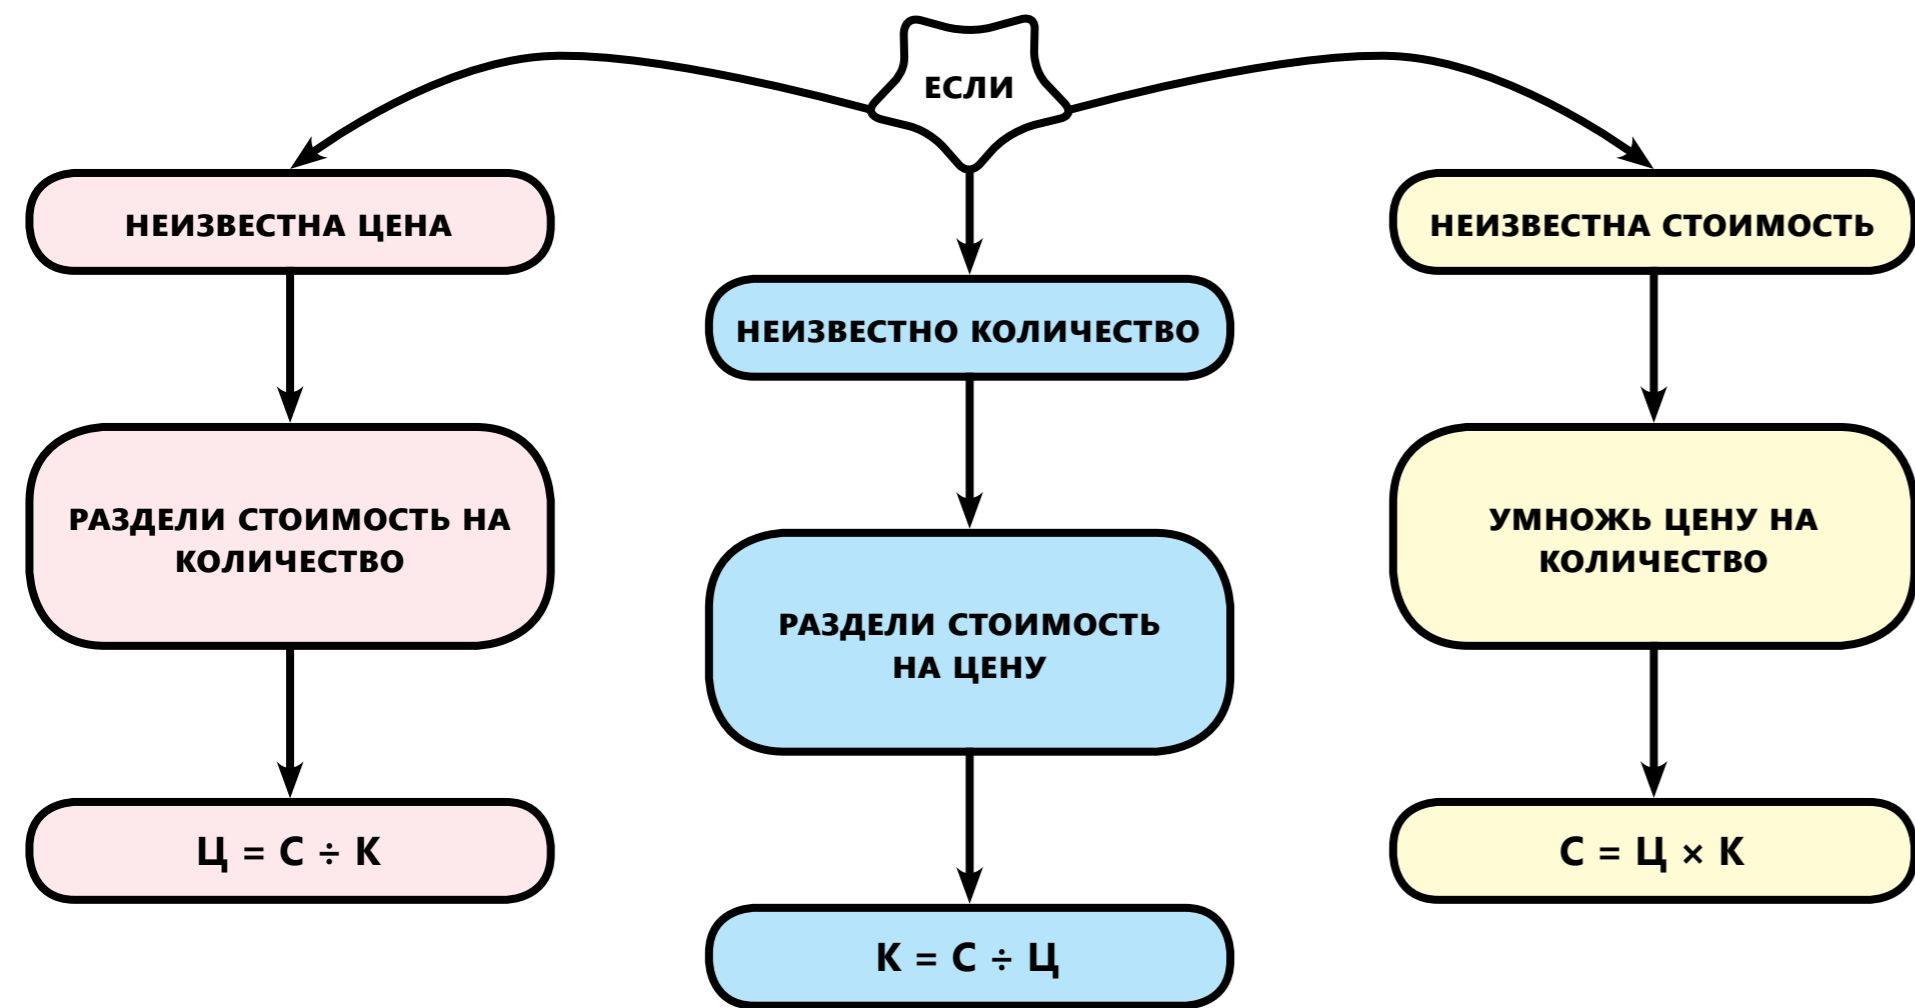 ЕСЛИ
НЕИЗВЕСТНА ЦЕНА
РАЗДЕЛИ СТОИМОСТЬ НА
КОЛИЧЕСТВО
Ц = С ÷ К
НЕИЗВЕСТНО КОЛИЧЕСТВО
РАЗДЕЛИ СТОИМОСТЬ
НА ЦЕНУ
К = С ÷ Ц
НЕИЗВЕСТНА СТОИМОСТЬ
УМНОЖЬ ЦЕНУ НА
КОЛИЧЕСТВО
С = Ц × К